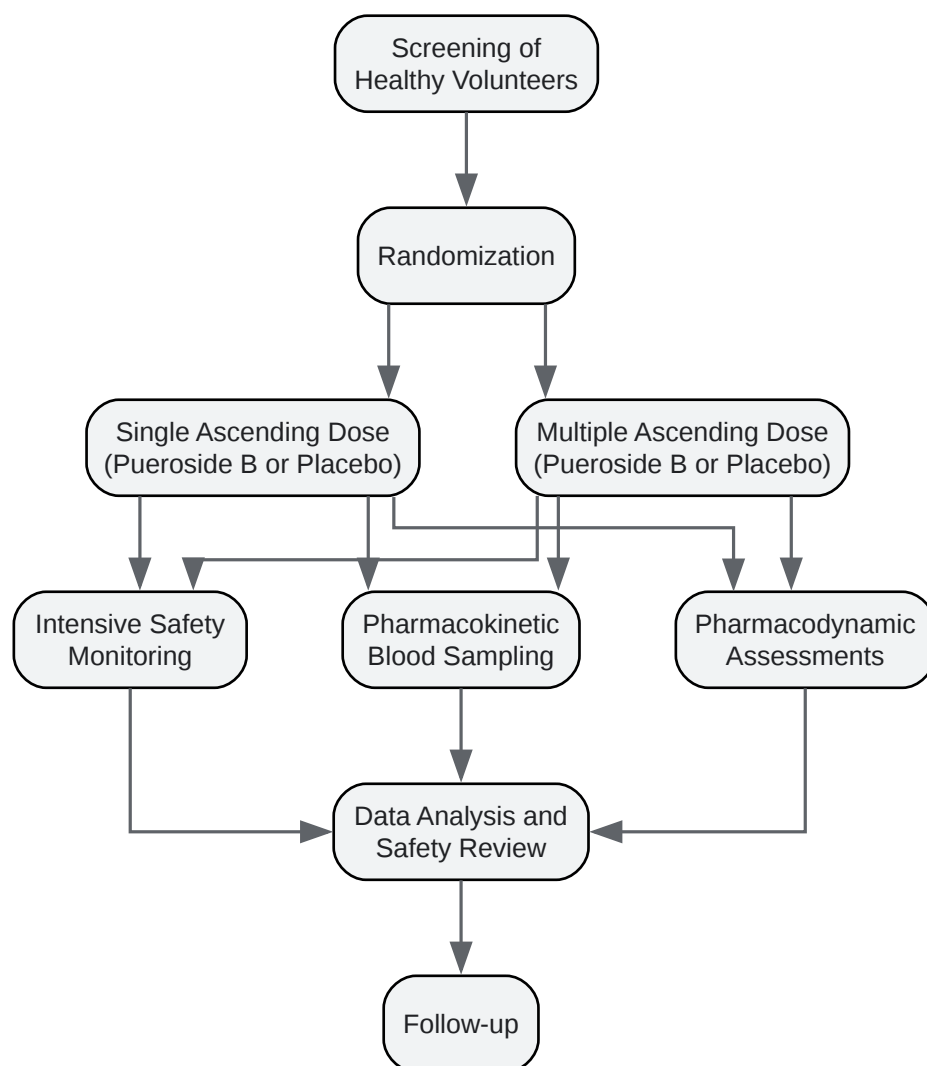 Screening of
Healthy Volunteers
Randomization
Single Ascending Dose
(Pueroside B or Placebo)
Multiple Ascending Dose
(Pueroside B or Placebo)
Intensive Safety
Monitoring
Pharmacokinetic
Blood Sampling
Pharmacodynamic
Assessments
Data Analysis and
Safety Review
Follow-up